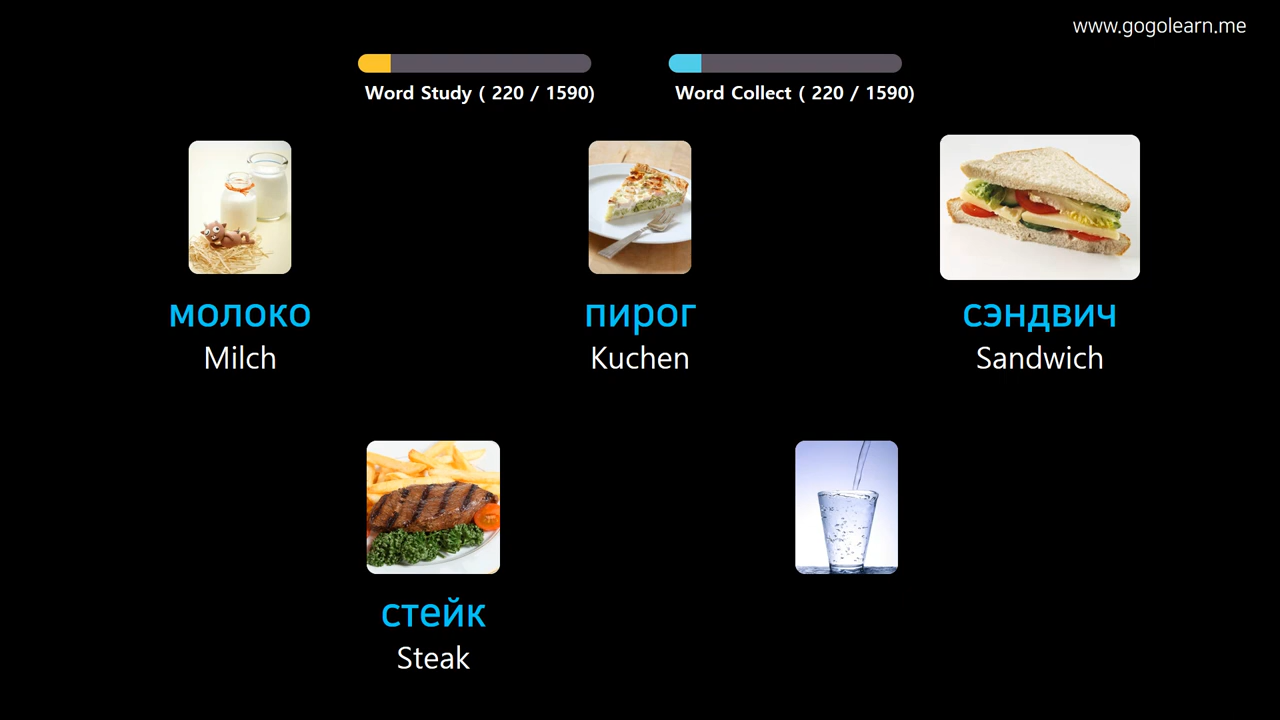 www.gogolearn.me
Word Study ( 220 / 1590)
Word Collect ( 220 / 1590)
молоко
Milch
пирог
Kuchen
сэндвич
Sandwich
стейк
Steak